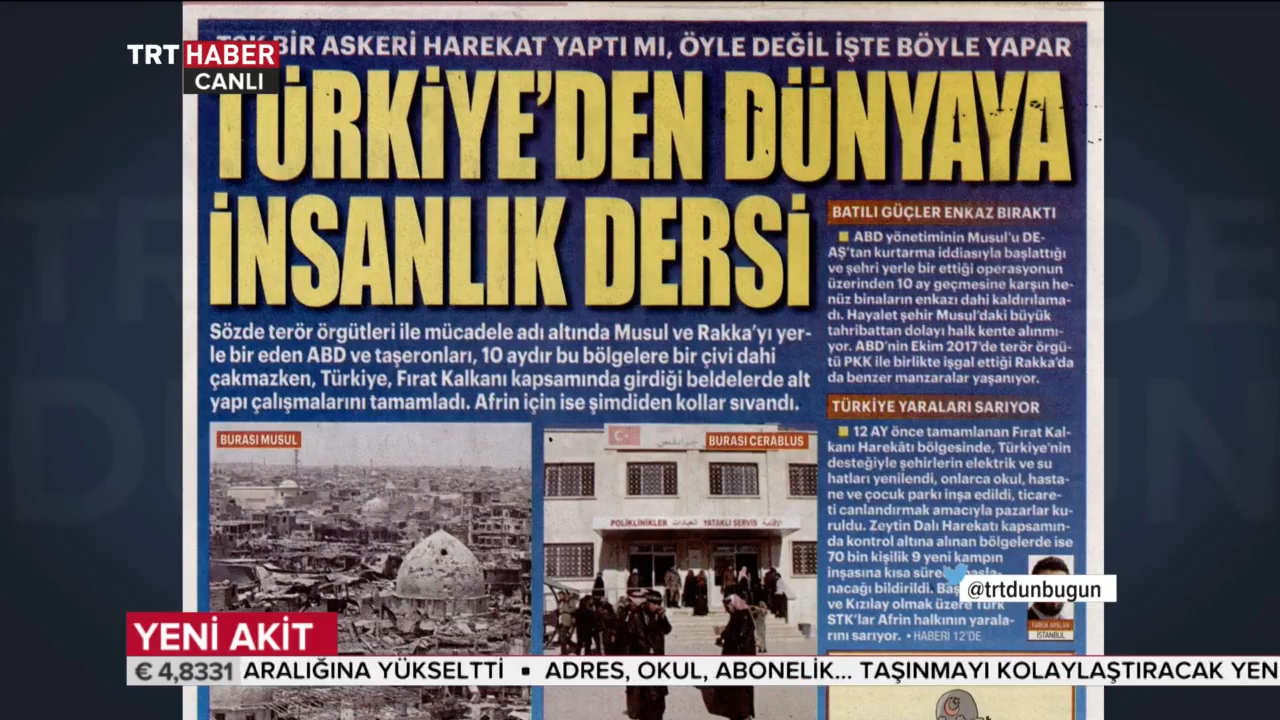 TRT HABER
CANLI
BİR ASKERİ HAREKAT YAPTI MI, ÖYLE DEĞİL İŞTE BÖYLE YAPAR
TÜRKİYE'DEN DÜNYAYA
İNSANLIK DERSİ
Sözde terör örgütleri ile mücadele adı altında Musul ve Rakka'yı yer-
le bir eden ABD ve taşeronları, 10 aydır bu bölgelere bir çivi dahi
çakmazken, Türkiye, Fırat Kalkanı kapsamında girdiği beldelerde alt
yapı çalışmalarını tamamladı. Afrin için ise şimdiden kollar sıvandı.
BURASI MUSUL
BURASI CERABLUS
POLİKLİNİKLER العيادات YATAKLI SERVİS الاقامة
BATILI GÜÇLER ENKAZ BIRAKTI
ABD yönetiminin Musul'u DE-
AŞ'tan kurtarma iddiasıyla başlattığı
ve şehri yerle bir ettiği operasyonun
üzerinden 10 ay geçmesine karşın he-
nüz binaların enkazı dahi kaldırılama-
dı. Hayalet şehir Musul'daki büyük
tahribattan dolayı halk kente alınmı-
yor. ABD'nin Ekim 2017'de terör örgü-
tü PKK ile birlikte işgal ettiği Rakka'da
da benzer manzaralar yaşanıyor.
TÜRKİYE YARALARI SARIYOR
12 AY önce tamamlanan Fırat Kal-
kanı Harekâtı bölgesinde, Türkiye'nin
desteğiyle şehirlerin elektrik ve su
hatları yenilendi, onlarca okul, hasta-
ne ve çocuk parkı inşa edildi, ticare-
ti canlandırmak amacıyla pazarlar ku-
ruldu. Zeytin Dalı Harekatı kapsamın-
da kontrol altına alınan bölgelerde ise
70 bin kişilik 9 yeni kampın
inşasına kısa süre
nacağı bildirildi.
ve Kızılay olmak üzere Türk
STK'lar Afrin halkının yarala-
rını sarıyor. • HABERİ 12'DE
İSTANBUL
@trtdunbugun
YENİ AKİT
€ 4,8331 ARALIĞINA YÜKSELTTİ ▪ ADRES, OKUL, ABONELİK... TAŞINMAYI KOLAYLAŞTIRACAK YEN